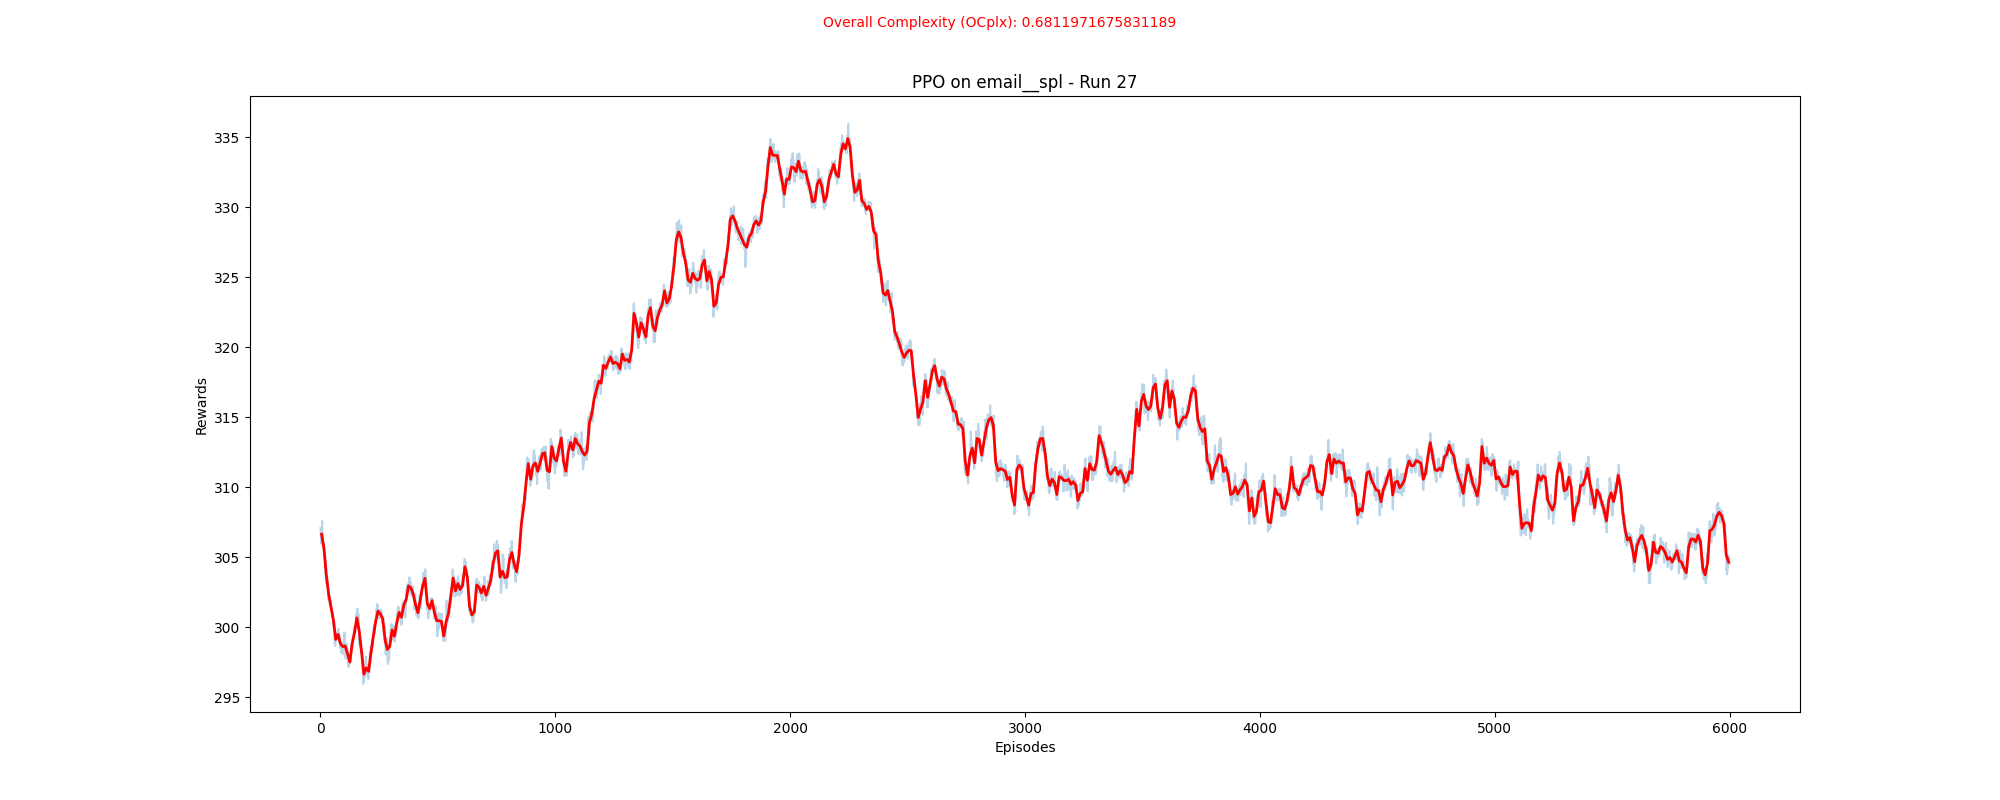 Overall Complexity (OCplx): 0.6811971675831189
PPO on email__spl - Run 27
Rewards
335
330
325
320
315
310
305
300
295
0 1000 2000 3000 4000 5000 6000
Episodes